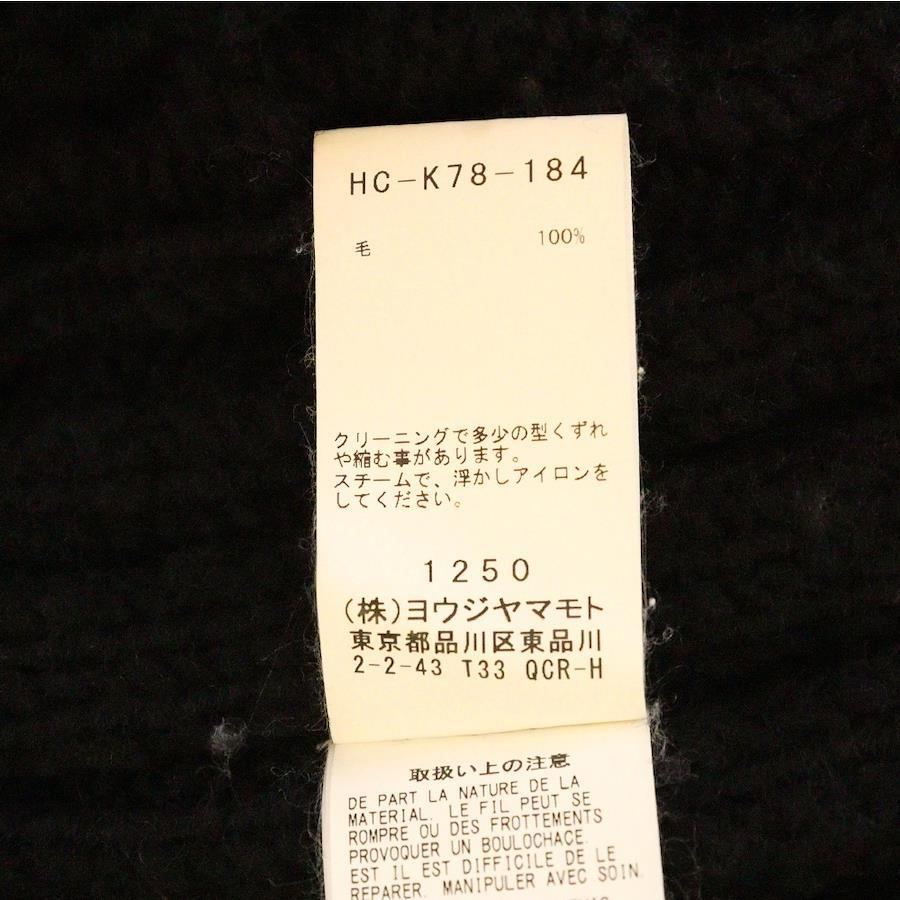 HC-K78-184
毛 100%
クリーニングで多少の型くずれ
や縮む事があります。
スチームで、浮かしアイロンを
してください。
1250
(株)ヨウジヤマモト
東京都品川区東品川
2-2-43 T33 QCR-H
取扱い上の注意
DE PART LA NATURE DE LA
MATERIAL. LE FIL PEUT SE
ROMPRE OU DES FROTTEMENTS
PROVOQUER UN BOULOCHACE.
EST IL EST DIFFICILE DE LE
REPARER. MANIPULER AVEC SOIN.